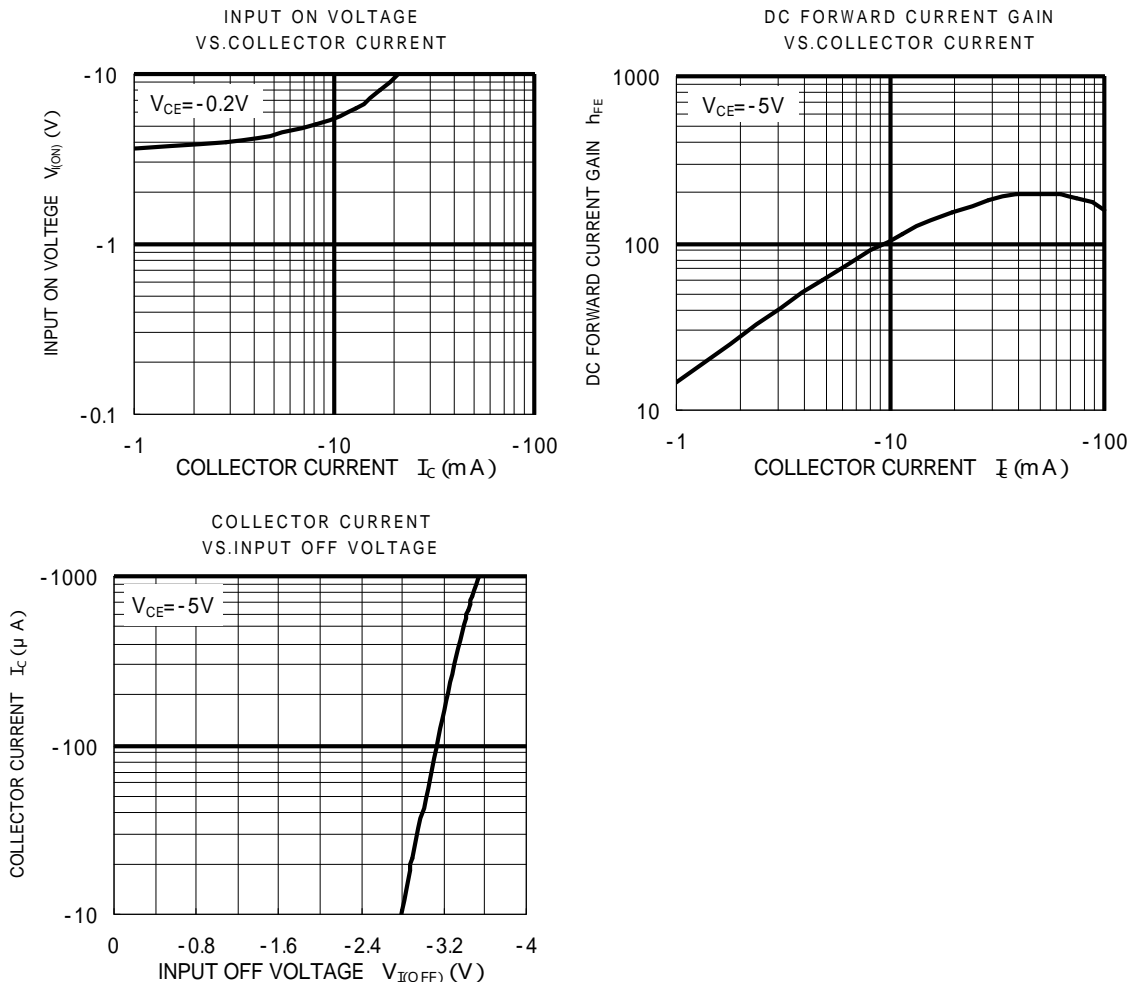 INPUT ON VOLTAGE
VS.COLLECTOR CURRENT
-10
-1
-0.1
VCE=-0.2V
INPUT ON VOLTEGE VI(ON) (V)
-1 -10 -100
COLLECTOR CURRENT IC (mA)
DC FORWARD CURRENT GAIN
VS.COLLECTOR CURRENT
1000
100
10
VCE=-5V
DC FORWARD CURRENT GAIN hFE
-1 -10 -100
COLLECTOR CURRENT (mA)
COLLECTOR CURRENT
VS.INPUT OFF VOLTAGE
-1000
-100
-10
VCE=-5V
COLLECTOR CURRENT IC (μA)
0 -0.8 -1.6 -2.4 -3.2 -4
INPUT OFF VOLTAGE VI(OFF) (V)